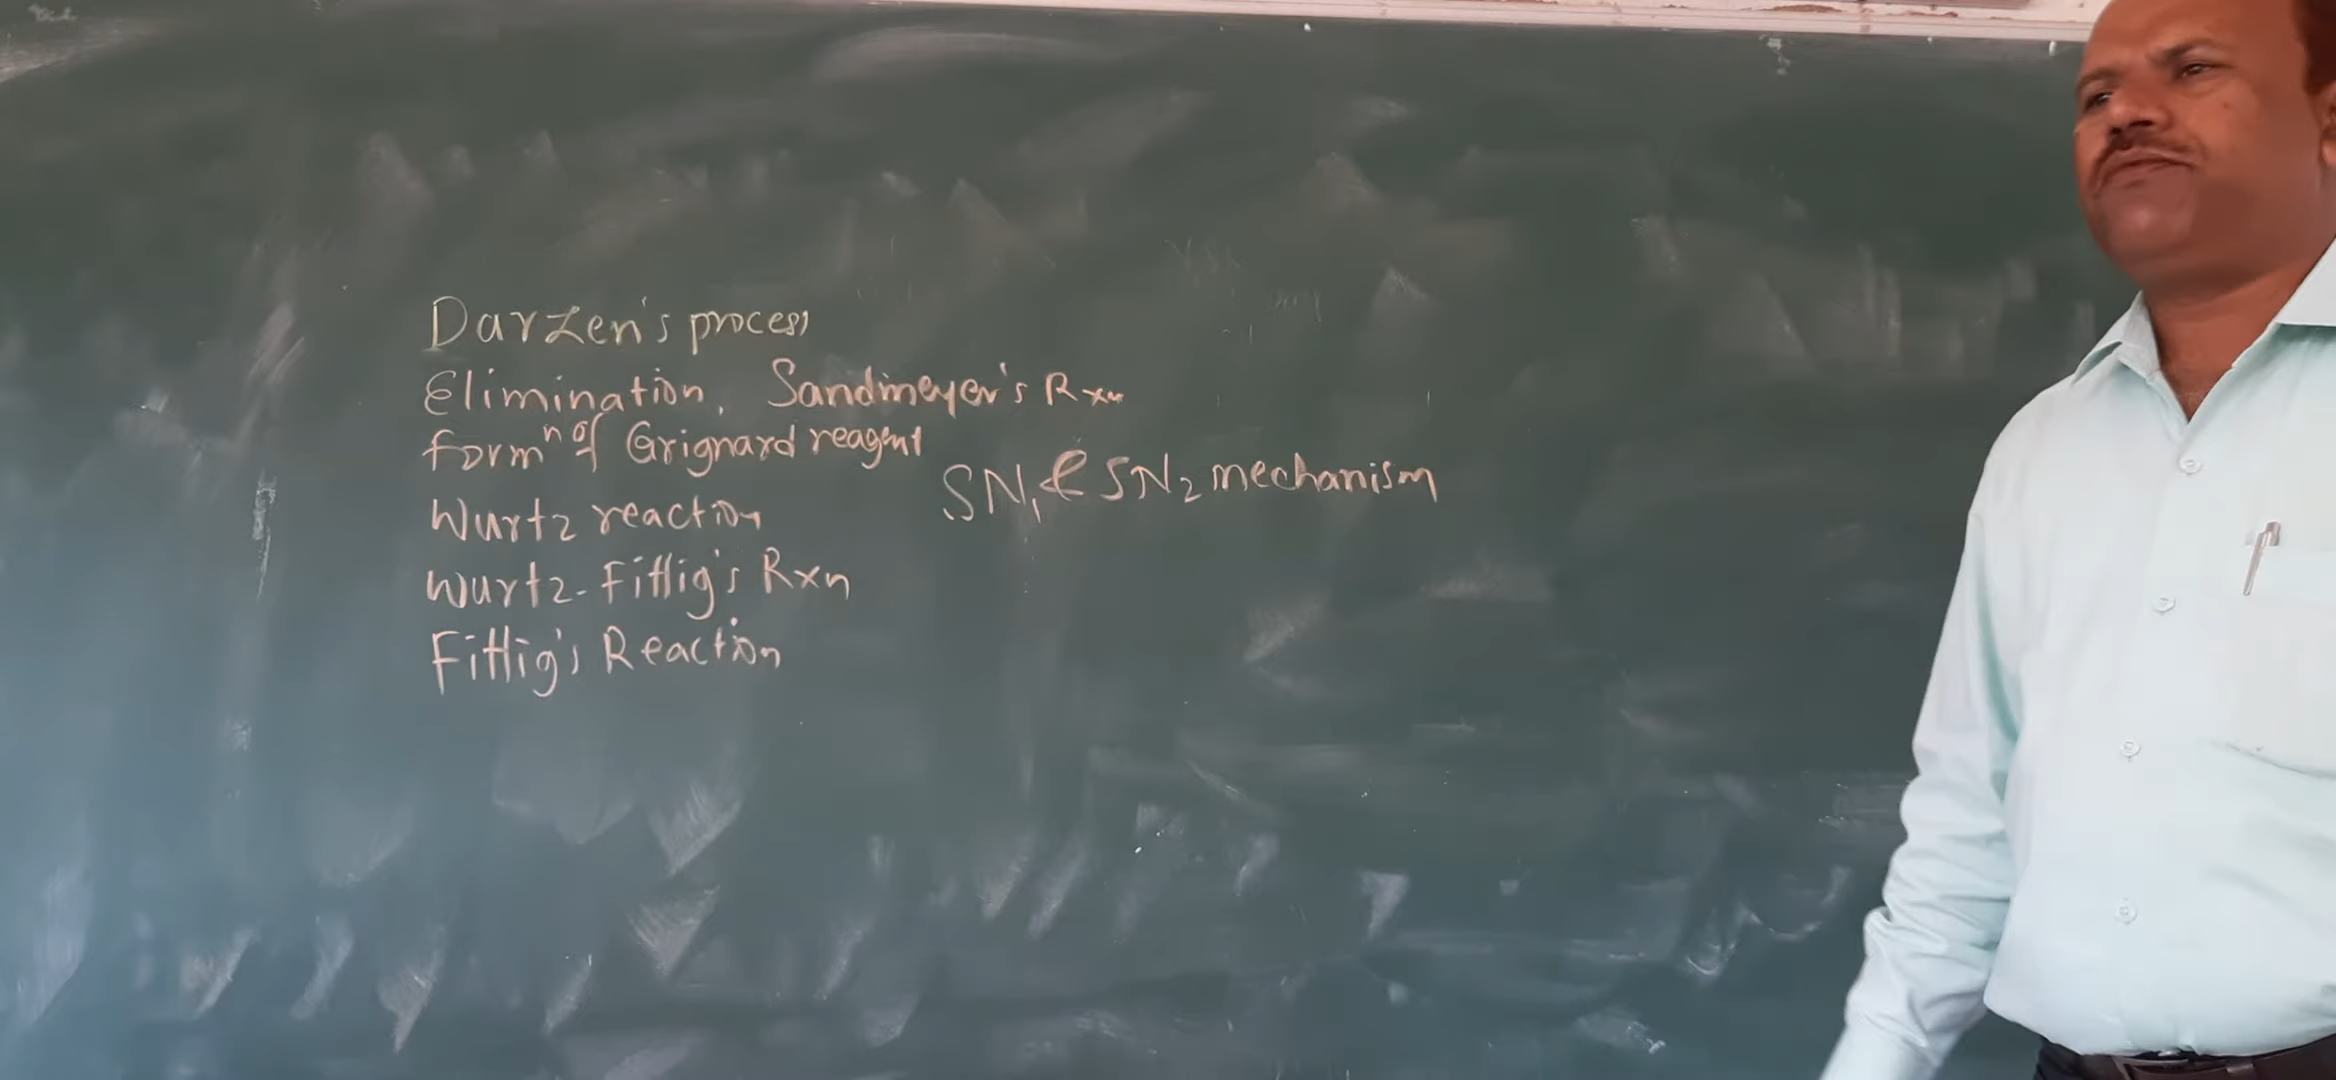 Darzen's process
Elimination, Sandmeyer's Rxn
formⁿ of Grignard reagent
SN₁ & SN₂ mechanism
Wurtz reaction
Wurtz-Fittig's Rxn
Fittig's Reaction